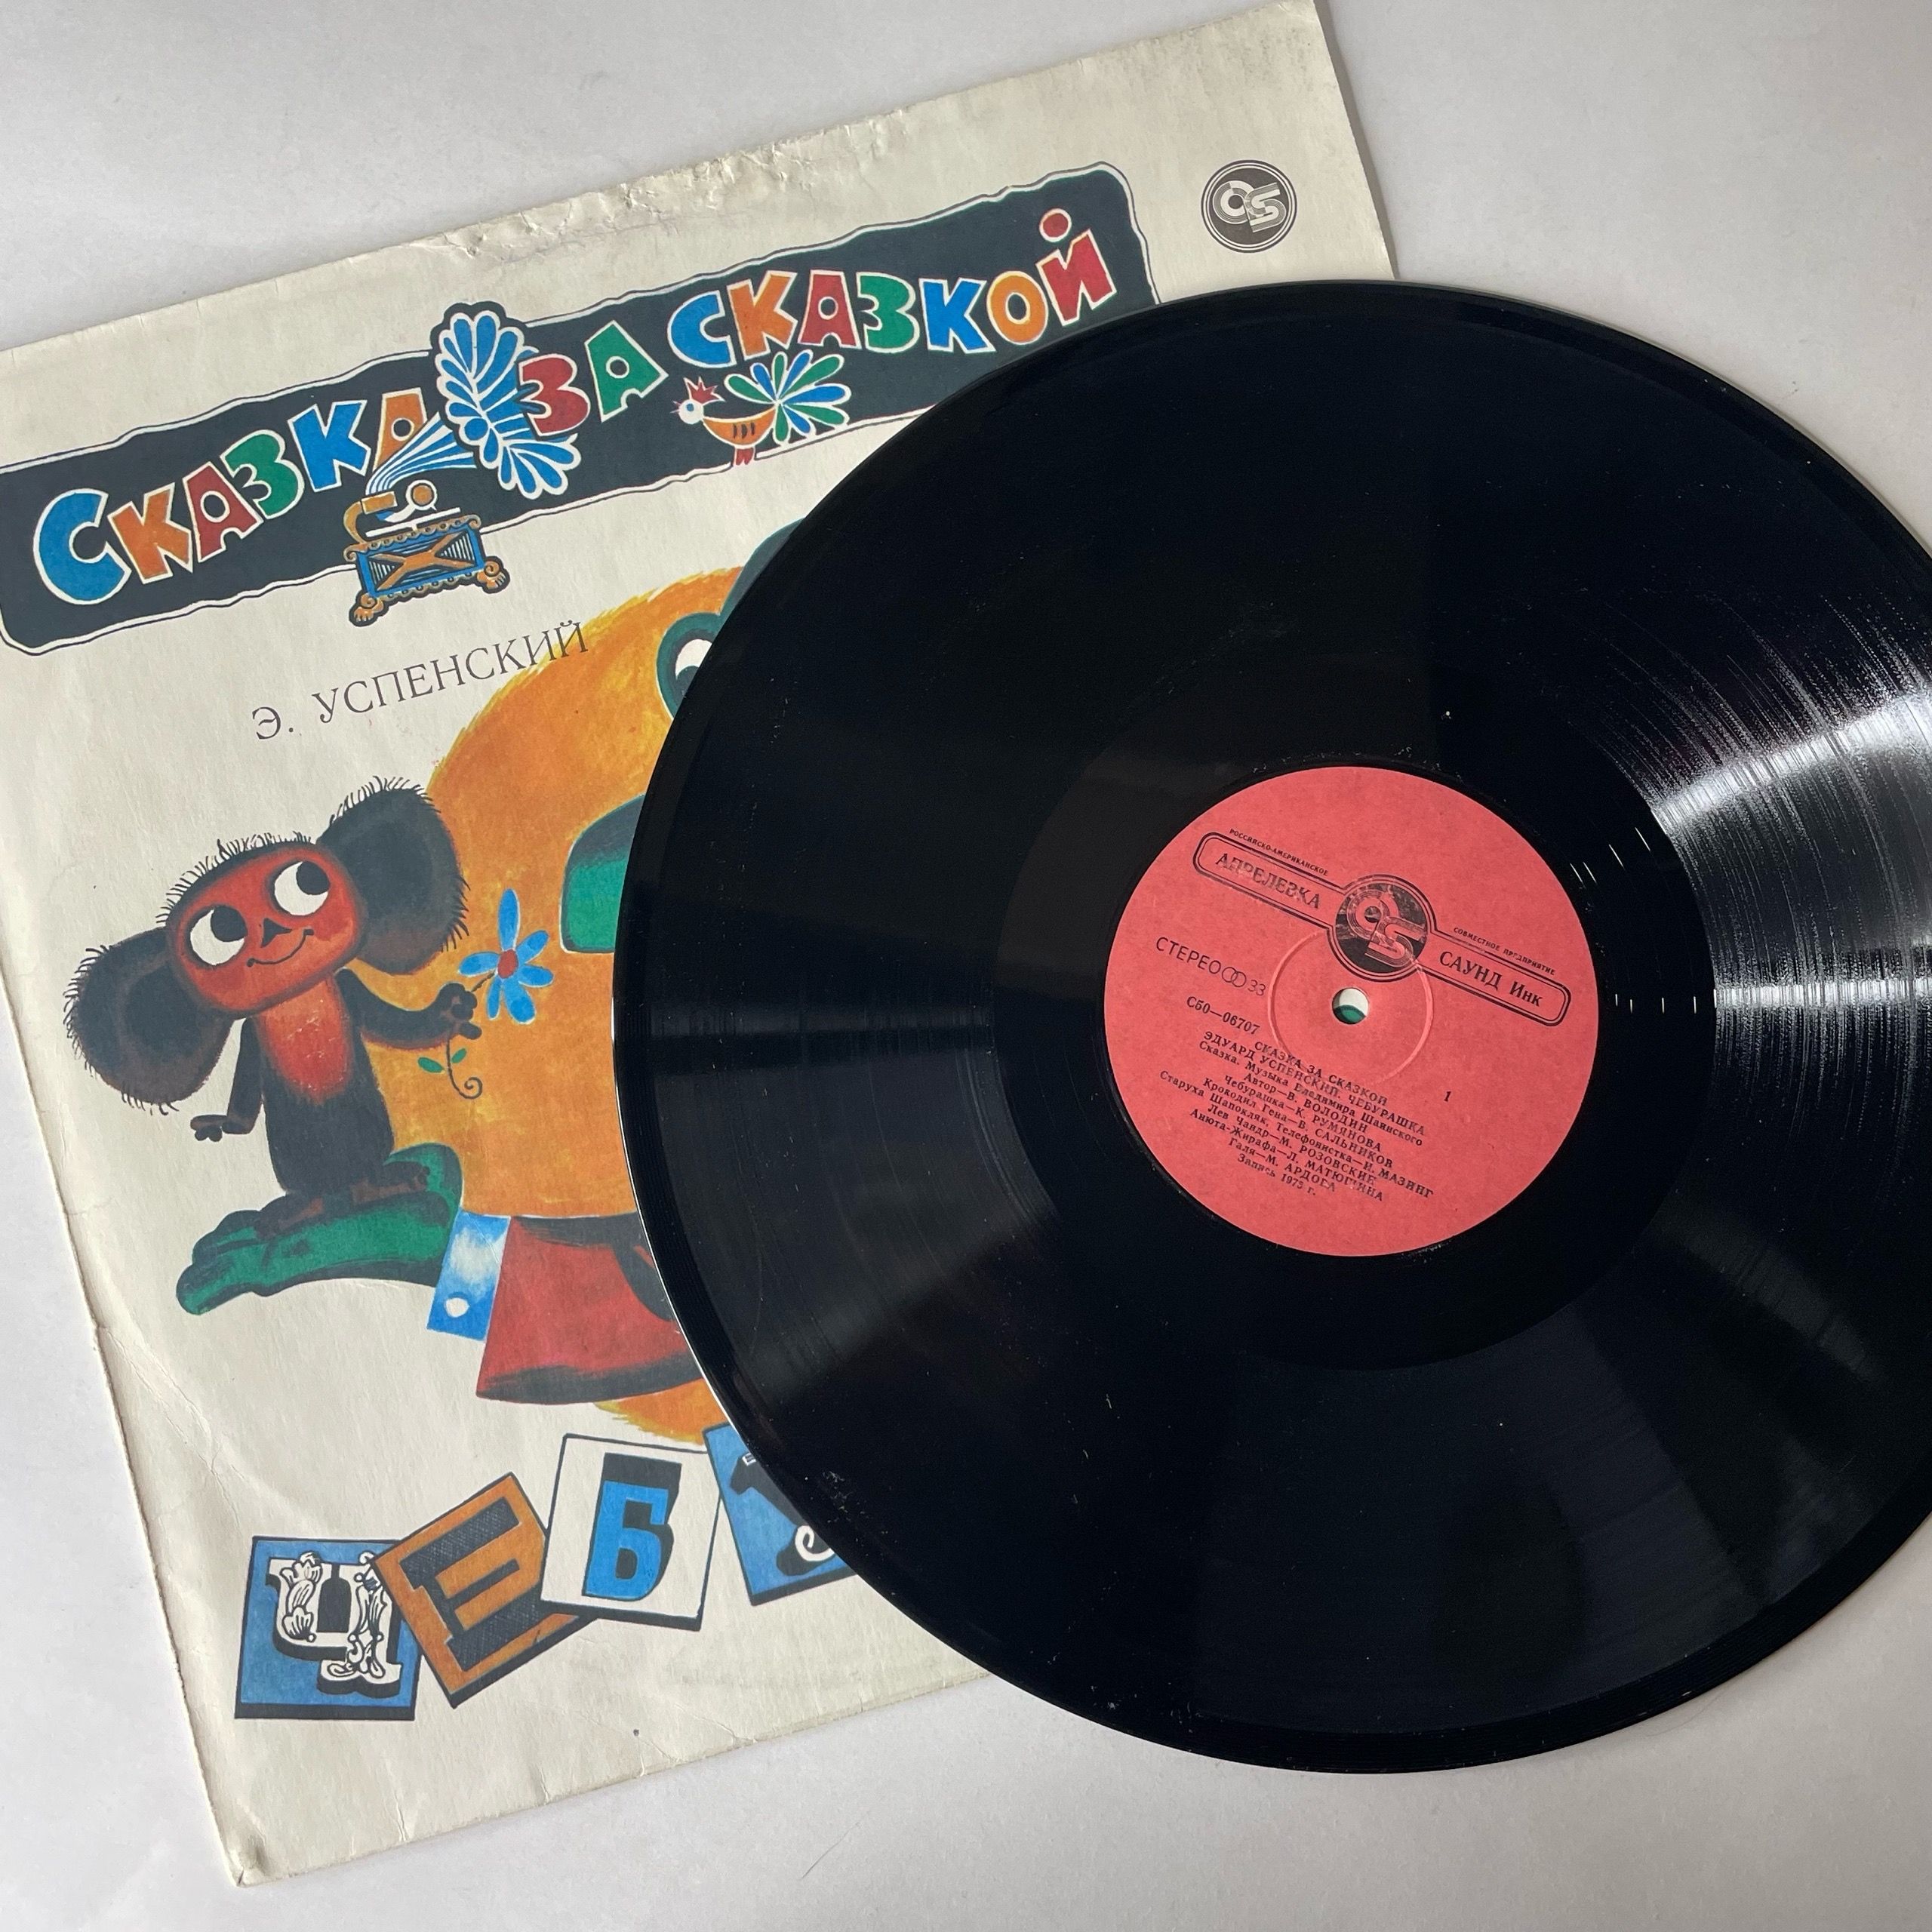 СКАЗКА ЗА СКАЗКОЙ
Э. УСПЕНСКИЙ
ЧЕБУ
РОССИЙСКО-АМЕРИКАНСКОЕ
СОВМЕСТНОЕ ПРЕДПРИЯТИЕ
АПРЕЛЕВКА
САУНД Инк
СТЕРЕО 33
С50—06707
1
СКАЗКА ЗА СКАЗКОЙ
ЭДУАРД УСПЕНСКИЙ. ЧЕБУРАШКА
Сказка. Музыка Владимира Шаинского
Автор—В. ВОЛОДИН
Чебурашка—К. РУМЯНОВА
Крокодил Гена—В. САЛЬНИКОВ
Старуха Шапокляк, Телефонистка—И. МАЗИНГ
Лев Чандр—М. РОЗОВСКИЙ
Анюта-Жирафа—Л. МАТЮШИНА
Галя—М. АРДОВА
Запись 1975 г.